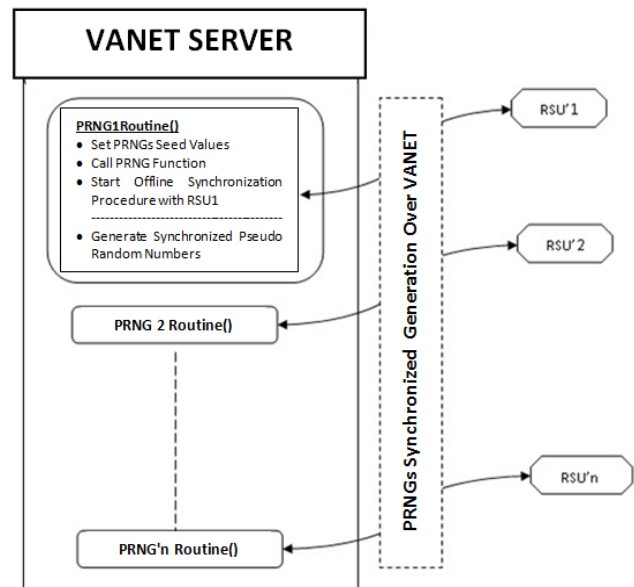 VANET SERVER
PRNG1Routine()
• Set PRNGs Seed Values
• Call PRNG Function
• Start Offline Synchronization
Procedure with RSU1
--------------------------------------------
• Generate Synchronized Pseudo
Random Numbers
PRNG 2 Routine()
PRNG'n Routine()
PRNGs Synchronized Generation Over VANET
RSU'1
RSU'2
RSU'n